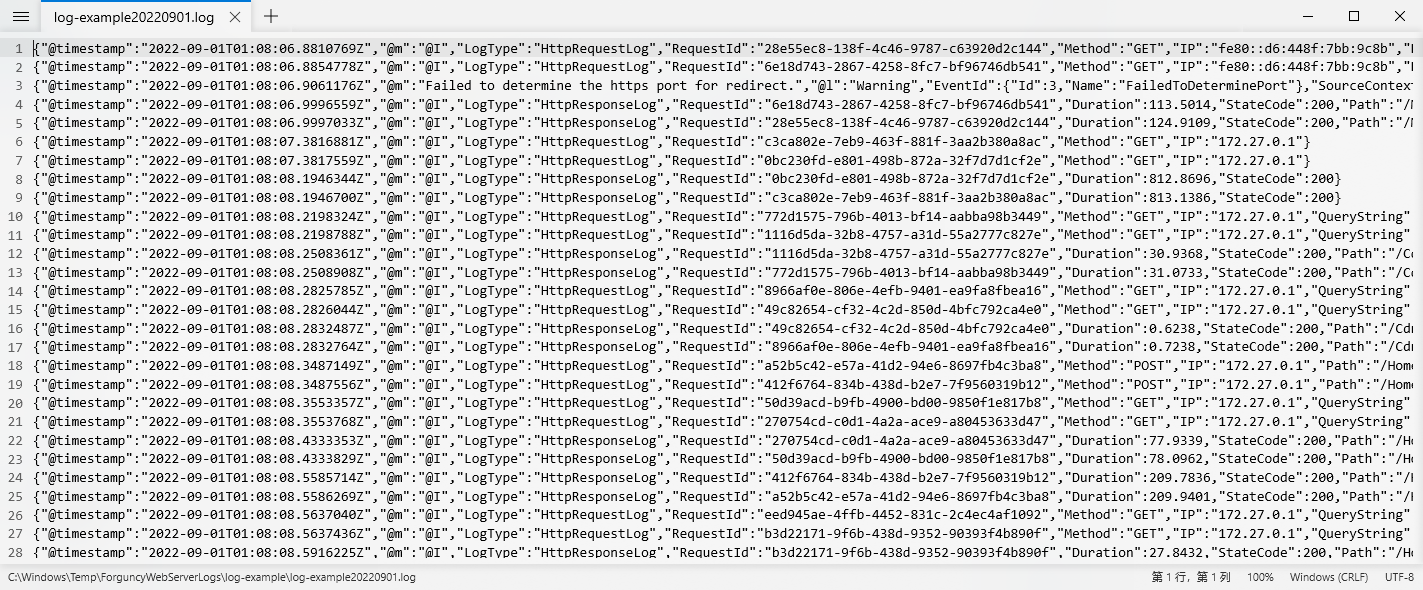 log-example20220901.log
1 {"@timestamp":"2022-09-01T01:08:06.8810769Z","@m":"@I","LogType":"HttpRequestLog","RequestId":"28e55ec8-138f-4c46-9787-c63920d2c144","Method":"GET","IP":"fe80::d6:448f:7bb:9c8b","
2 {"@timestamp":"2022-09-01T01:08:06.8854778Z","@m":"@I","LogType":"HttpRequestLog","RequestId":"6e18d743-2867-4258-8fc7-bf96746db541","Method":"GET","IP":"fe80::d6:448f:7bb:9c8b","
3 {"@timestamp":"2022-09-01T01:08:06.9061176Z","@m":"Failed to determine the https port for redirect.","@l":"Warning","EventId":{"Id":3,"Name":"FailedToDeterminePort"},"SourceContext
4 {"@timestamp":"2022-09-01T01:08:06.9996559Z","@m":"@I","LogType":"HttpResponseLog","RequestId":"6e18d743-2867-4258-8fc7-bf96746db541","Duration":113.5014,"StateCode":200,"Path":"/
5 {"@timestamp":"2022-09-01T01:08:06.9997033Z","@m":"@I","LogType":"HttpResponseLog","RequestId":"28e55ec8-138f-4c46-9787-c63920d2c144","Duration":124.9109,"StateCode":200,"Path":"/
6 {"@timestamp":"2022-09-01T01:08:07.3816881Z","@m":"@I","LogType":"HttpRequestLog","RequestId":"c3ca802e-7eb9-463f-881f-3aa2b380a8ac","Method":"GET","IP":"172.27.0.1"}
7 {"@timestamp":"2022-09-01T01:08:07.3817559Z","@m":"@I","LogType":"HttpRequestLog","RequestId":"0bc230fd-e801-498b-872a-32f7d7d1cf2e","Method":"GET","IP":"172.27.0.1"}
8 {"@timestamp":"2022-09-01T01:08:08.1946344Z","@m":"@I","LogType":"HttpResponseLog","RequestId":"0bc230fd-e801-498b-872a-32f7d7d1cf2e","Duration":812.8696,"StateCode":200}
9 {"@timestamp":"2022-09-01T01:08:08.1946700Z","@m":"@I","LogType":"HttpResponseLog","RequestId":"c3ca802e-7eb9-463f-881f-3aa2b380a8ac","Duration":813.1386,"StateCode":200}
10 {"@timestamp":"2022-09-01T01:08:08.2198324Z","@m":"@I","LogType":"HttpRequestLog","RequestId":"772d1575-796b-4013-bf14-aabba98b3449","Method":"GET","IP":"172.27.0.1","QueryString"
11 {"@timestamp":"2022-09-01T01:08:08.2198788Z","@m":"@I","LogType":"HttpRequestLog","RequestId":"1116d5da-32b8-4757-a31d-55a2777c827e","Method":"GET","IP":"172.27.0.1","QueryString"
12 {"@timestamp":"2022-09-01T01:08:08.2508361Z","@m":"@I","LogType":"HttpResponseLog","RequestId":"1116d5da-32b8-4757-a31d-55a2777c827e","Duration":30.9368,"StateCode":200,"Path":"/Co
13 {"@timestamp":"2022-09-01T01:08:08.2508908Z","@m":"@I","LogType":"HttpResponseLog","RequestId":"772d1575-796b-4013-bf14-aabba98b3449","Duration":31.0733,"StateCode":200,"Path":"/Co
14 {"@timestamp":"2022-09-01T01:08:08.2825785Z","@m":"@I","LogType":"HttpRequestLog","RequestId":"8966af0e-806e-4efb-9401-ea9fa8fbea16","Method":"GET","IP":"172.27.0.1","QueryString"
15 {"@timestamp":"2022-09-01T01:08:08.2826044Z","@m":"@I","LogType":"HttpRequestLog","RequestId":"49c82654-cf32-4c2d-850d-4bfc792ca4e0","Method":"GET","IP":"172.27.0.1","QueryString"
16 {"@timestamp":"2022-09-01T01:08:08.2832487Z","@m":"@I","LogType":"HttpResponseLog","RequestId":"49c82654-cf32-4c2d-850d-4bfc792ca4e0","Duration":0.6238,"StateCode":200,"Path":"/Cd
17 {"@timestamp":"2022-09-01T01:08:08.2832764Z","@m":"@I","LogType":"HttpResponseLog","RequestId":"8966af0e-806e-4efb-9401-ea9fa8fbea16","Duration":0.7238,"StateCode":200,"Path":"/Cd
18 {"@timestamp":"2022-09-01T01:08:08.3487149Z","@m":"@I","LogType":"HttpRequestLog","RequestId":"a52b5c42-e57a-41d2-94e6-8697fb4c3ba8","Method":"POST","IP":"172.27.0.1","Path":"/Home
19 {"@timestamp":"2022-09-01T01:08:08.3487556Z","@m":"@I","LogType":"HttpRequestLog","RequestId":"412f6764-834b-438d-b2e7-7f9560319b12","Method":"POST","IP":"172.27.0.1","Path":"/Home
20 {"@timestamp":"2022-09-01T01:08:08.3553357Z","@m":"@I","LogType":"HttpRequestLog","RequestId":"50d39acd-b9fb-4900-bd00-9850f1e817b8","Method":"GET","IP":"172.27.0.1","QueryString"
21 {"@timestamp":"2022-09-01T01:08:08.3553768Z","@m":"@I","LogType":"HttpRequestLog","RequestId":"270754cd-c0d1-4a2a-ace9-a80453633d47","Method":"GET","IP":"172.27.0.1","QueryString"
22 {"@timestamp":"2022-09-01T01:08:08.4333353Z","@m":"@I","LogType":"HttpResponseLog","RequestId":"270754cd-c0d1-4a2a-ace9-a80453633d47","Duration":77.9339,"StateCode":200,"Path":"/Ho
23 {"@timestamp":"2022-09-01T01:08:08.4333829Z","@m":"@I","LogType":"HttpResponseLog","RequestId":"50d39acd-b9fb-4900-bd00-9850f1e817b8","Duration":78.0962,"StateCode":200,"Path":"/Ho
24 {"@timestamp":"2022-09-01T01:08:08.5585714Z","@m":"@I","LogType":"HttpResponseLog","RequestId":"412f6764-834b-438d-b2e7-7f9560319b12","Duration":209.7836,"StateCode":200,"Path":"/
25 {"@timestamp":"2022-09-01T01:08:08.5586269Z","@m":"@I","LogType":"HttpResponseLog","RequestId":"a52b5c42-e57a-41d2-94e6-8697fb4c3ba8","Duration":209.9401,"StateCode":200,"Path":"/
26 {"@timestamp":"2022-09-01T01:08:08.5637040Z","@m":"@I","LogType":"HttpRequestLog","RequestId":"eed945ae-4ffb-4452-831c-2c4ec4af1092","Method":"GET","IP":"172.27.0.1","QueryString"
27 {"@timestamp":"2022-09-01T01:08:08.5637436Z","@m":"@I","LogType":"HttpRequestLog","RequestId":"b3d22171-9f6b-438d-9352-90393f4b890f","Method":"GET","IP":"172.27.0.1","QueryString"
28 {"@timestamp":"2022-09-01T01:08:08.5916225Z","@m":"@I","LogType":"HttpResponseLog","RequestId":"b3d22171-9f6b-438d-9352-90393f4b890f","Duration":27.8432,"StateCode":200,"Path":"/Ho
C:\Windows\Temp\ForguncyWebServerLogs\log-example\log-example20220901.log 第 1 行，第 1 列 100% Windows (CRLF) UTF-8